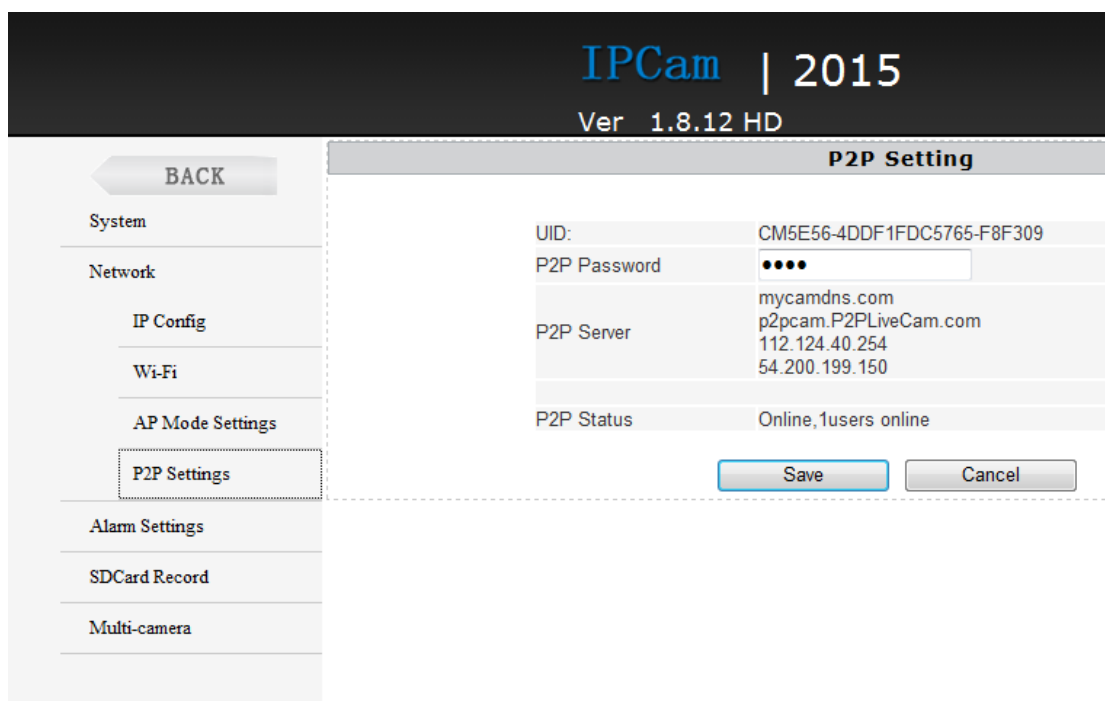 IPCam | 2015
Ver 1.8.12 HD
BACK
System
Network
IP Config
Wi-Fi
AP Mode Settings
P2P Settings
Alarm Settings
SDCard Record
Multi-camera
P2P Setting
UID: CM5E56-4DDF1FDC5765-F8F309
P2P Password ••••
P2P Server
mycamdns.com
p2pcam.P2PLiveCam.com
112.124.40.254
54.200.199.150
P2P Status Online,1users online
Save Cancel